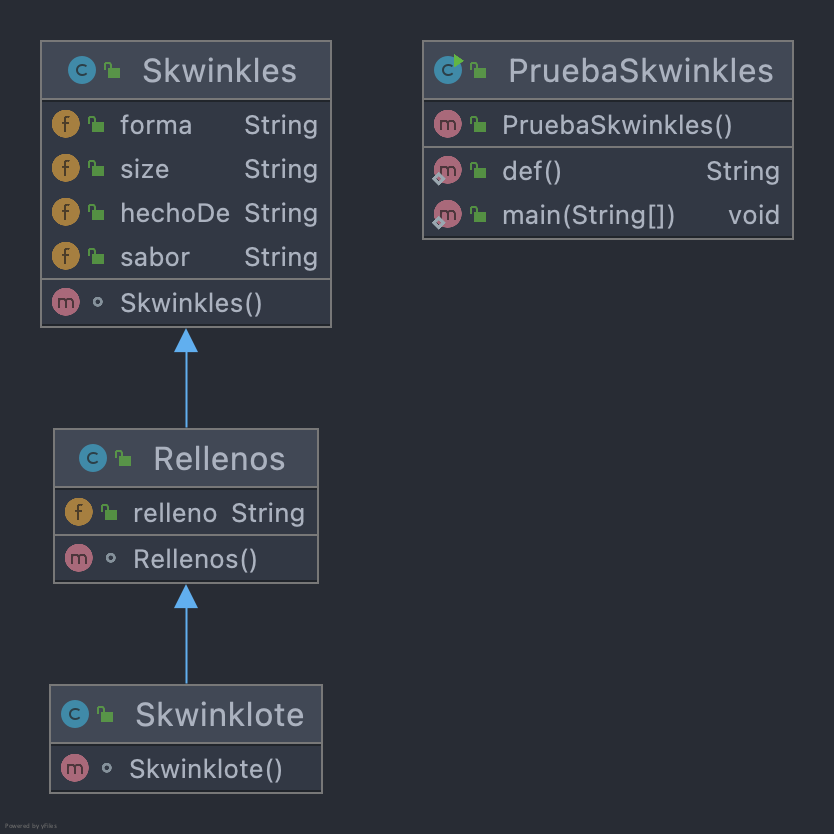 Skwinkles
forma String
size String
hechoDe String
sabor String
Skwinkles()
PruebaSkwinkles
PruebaSkwinkles()
def() String
main(String[]) void
Rellenos
relleno String
Rellenos()
Skwinklote
Skwinklote()
Powered by yFiles